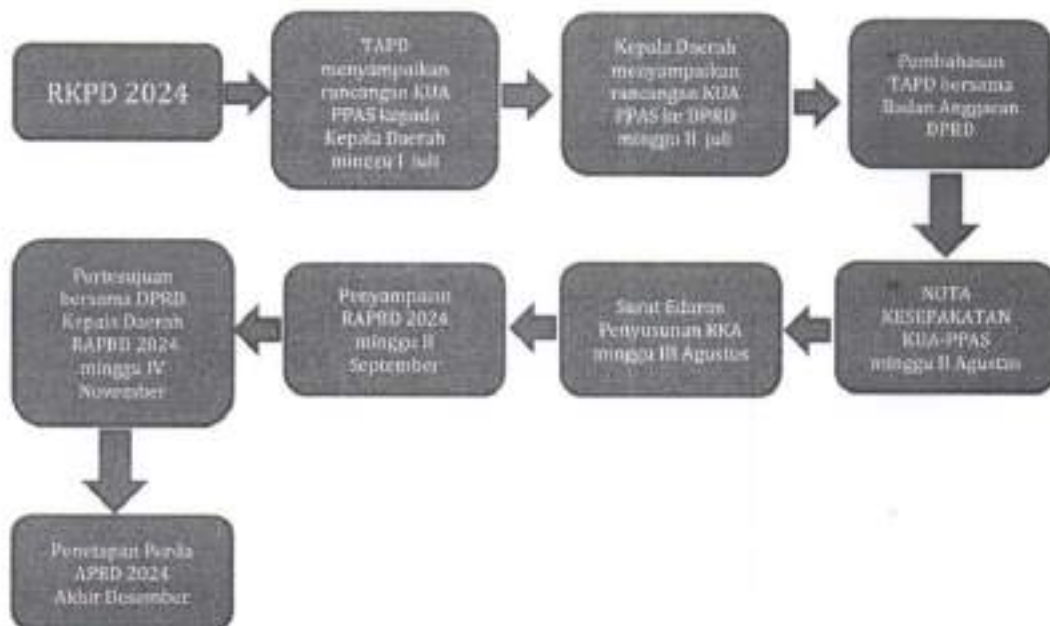 RKPD 2024
TAPD
menyampaikan
rancangan KUA
PPAS kepada
Kepala Daerah
minggu I Juli
Kepala Daerah
menyampaikan
rancangan KUA
PPAS ke DPRD
minggu II juli
Pembahasan
TAPD bersama
Badan Anggaran
DPRD
NOTA
KESEPAKATAN
KUA-PPAS
minggu II Agustus
Surat Edaran
Penyusunan RKA
minggu III Agustus
Penyampaian
RAPBD 2024
minggu II
September
Pertesujuan
bersama DPRD
Kepala Daerah
RAPBD 2024
minggu IV
November
Penetapan Perda
APBD 2024
Akhir Desember